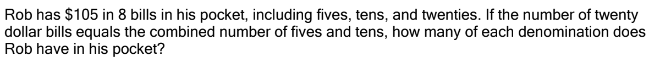 Rob has $105 in 8 bills in his pocket, including fives, tens, and twenties. If the number of twenty
dollar bills equals the combined number of fives and tens, how many of each denomination does
Rob have in his pocket?